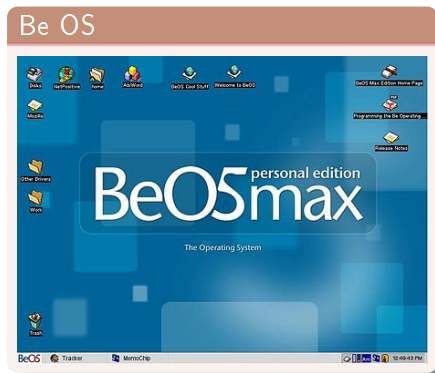 Be OS
Disks
NetPositive
home
AbiWord
BeOS Cool Stuff
Welcome to BeOS
BeOS Max Edition Home Page
Mozilla
PDF
Programming the Be Operating ...
Release Notes
Other Drivers
Work
personal edition
BeOSmax
The Operating System
Trash
BeOS
Tracker
MemoChip
12:49:43 PM